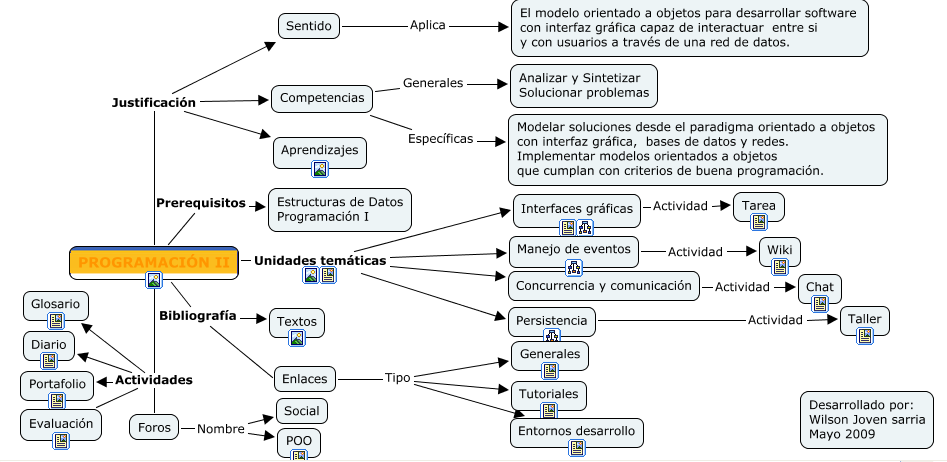 Sentido
Aplica
El modelo orientado a objetos para desarrollar software
con interfaz gráfica capaz de interactuar entre si
y con usuarios a través de una red de datos.
Justificación
Competencias
Generales
Analizar y Sintetizar
Solucionar problemas
Específicas
Modelar soluciones desde el paradigma orientado a objetos
con interfaz gráfica, bases de datos y redes.
Implementar modelos orientados a objetos
que cumplan con criterios de buena programación.
Aprendizajes
Prerequisitos
Estructuras de Datos
Programación I
PROGRAMACIÓN II
Unidades temáticas
Interfaces gráficas
Actividad
Tarea
Manejo de eventos
Actividad
Wiki
Concurrencia y comunicación
Actividad
Chat
Persistencia
Actividad
Taller
Bibliografía
Textos
Enlaces
Tipo
Generales
Tutoriales
Entornos desarrollo
Actividades
Glosario
Diario
Portafolio
Evaluación
Foros
Nombre
Social
POO
Desarrollado por:
Wilson Joven sarria
Mayo 2009